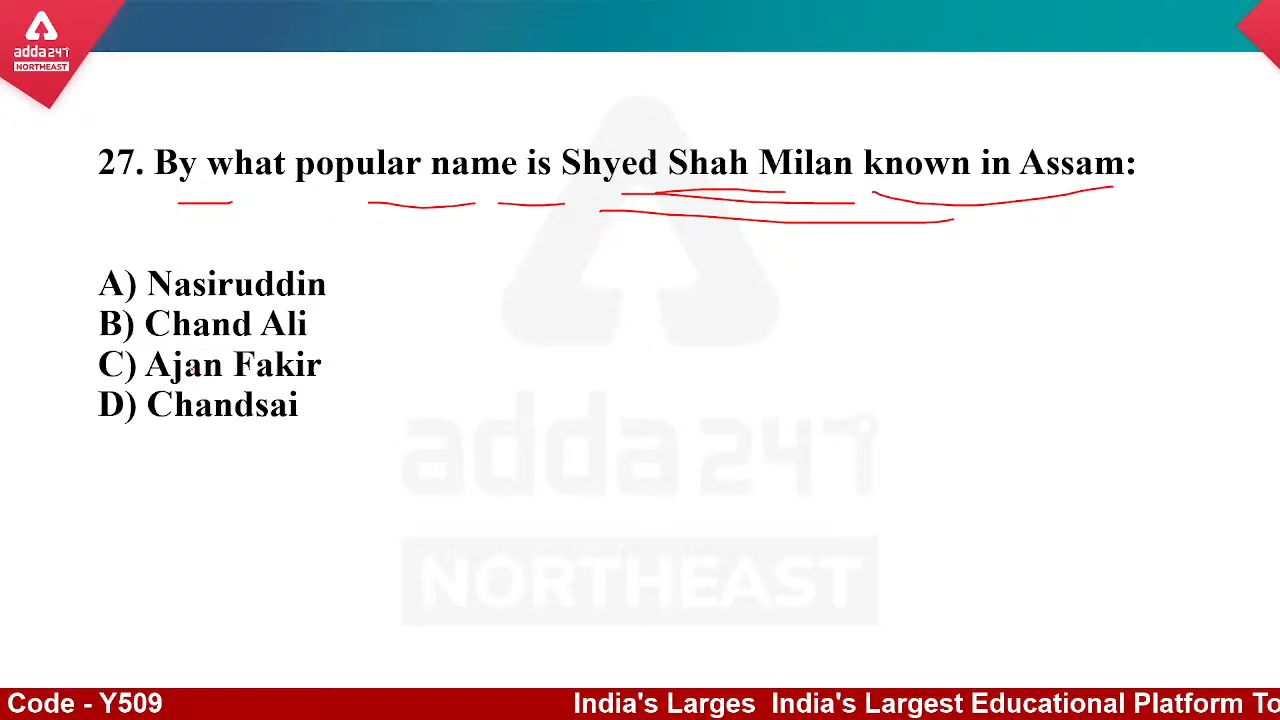 adda247
NORTHEAST
27. By what popular name is Shyed Shah Milan known in Assam:
A) Nasiruddin
B) Chand Ali
C) Ajan Fakir
D) Chandsai
adda247
NORTHEAST
Code - Y509
India's Larges India's Largest Educational Platform To